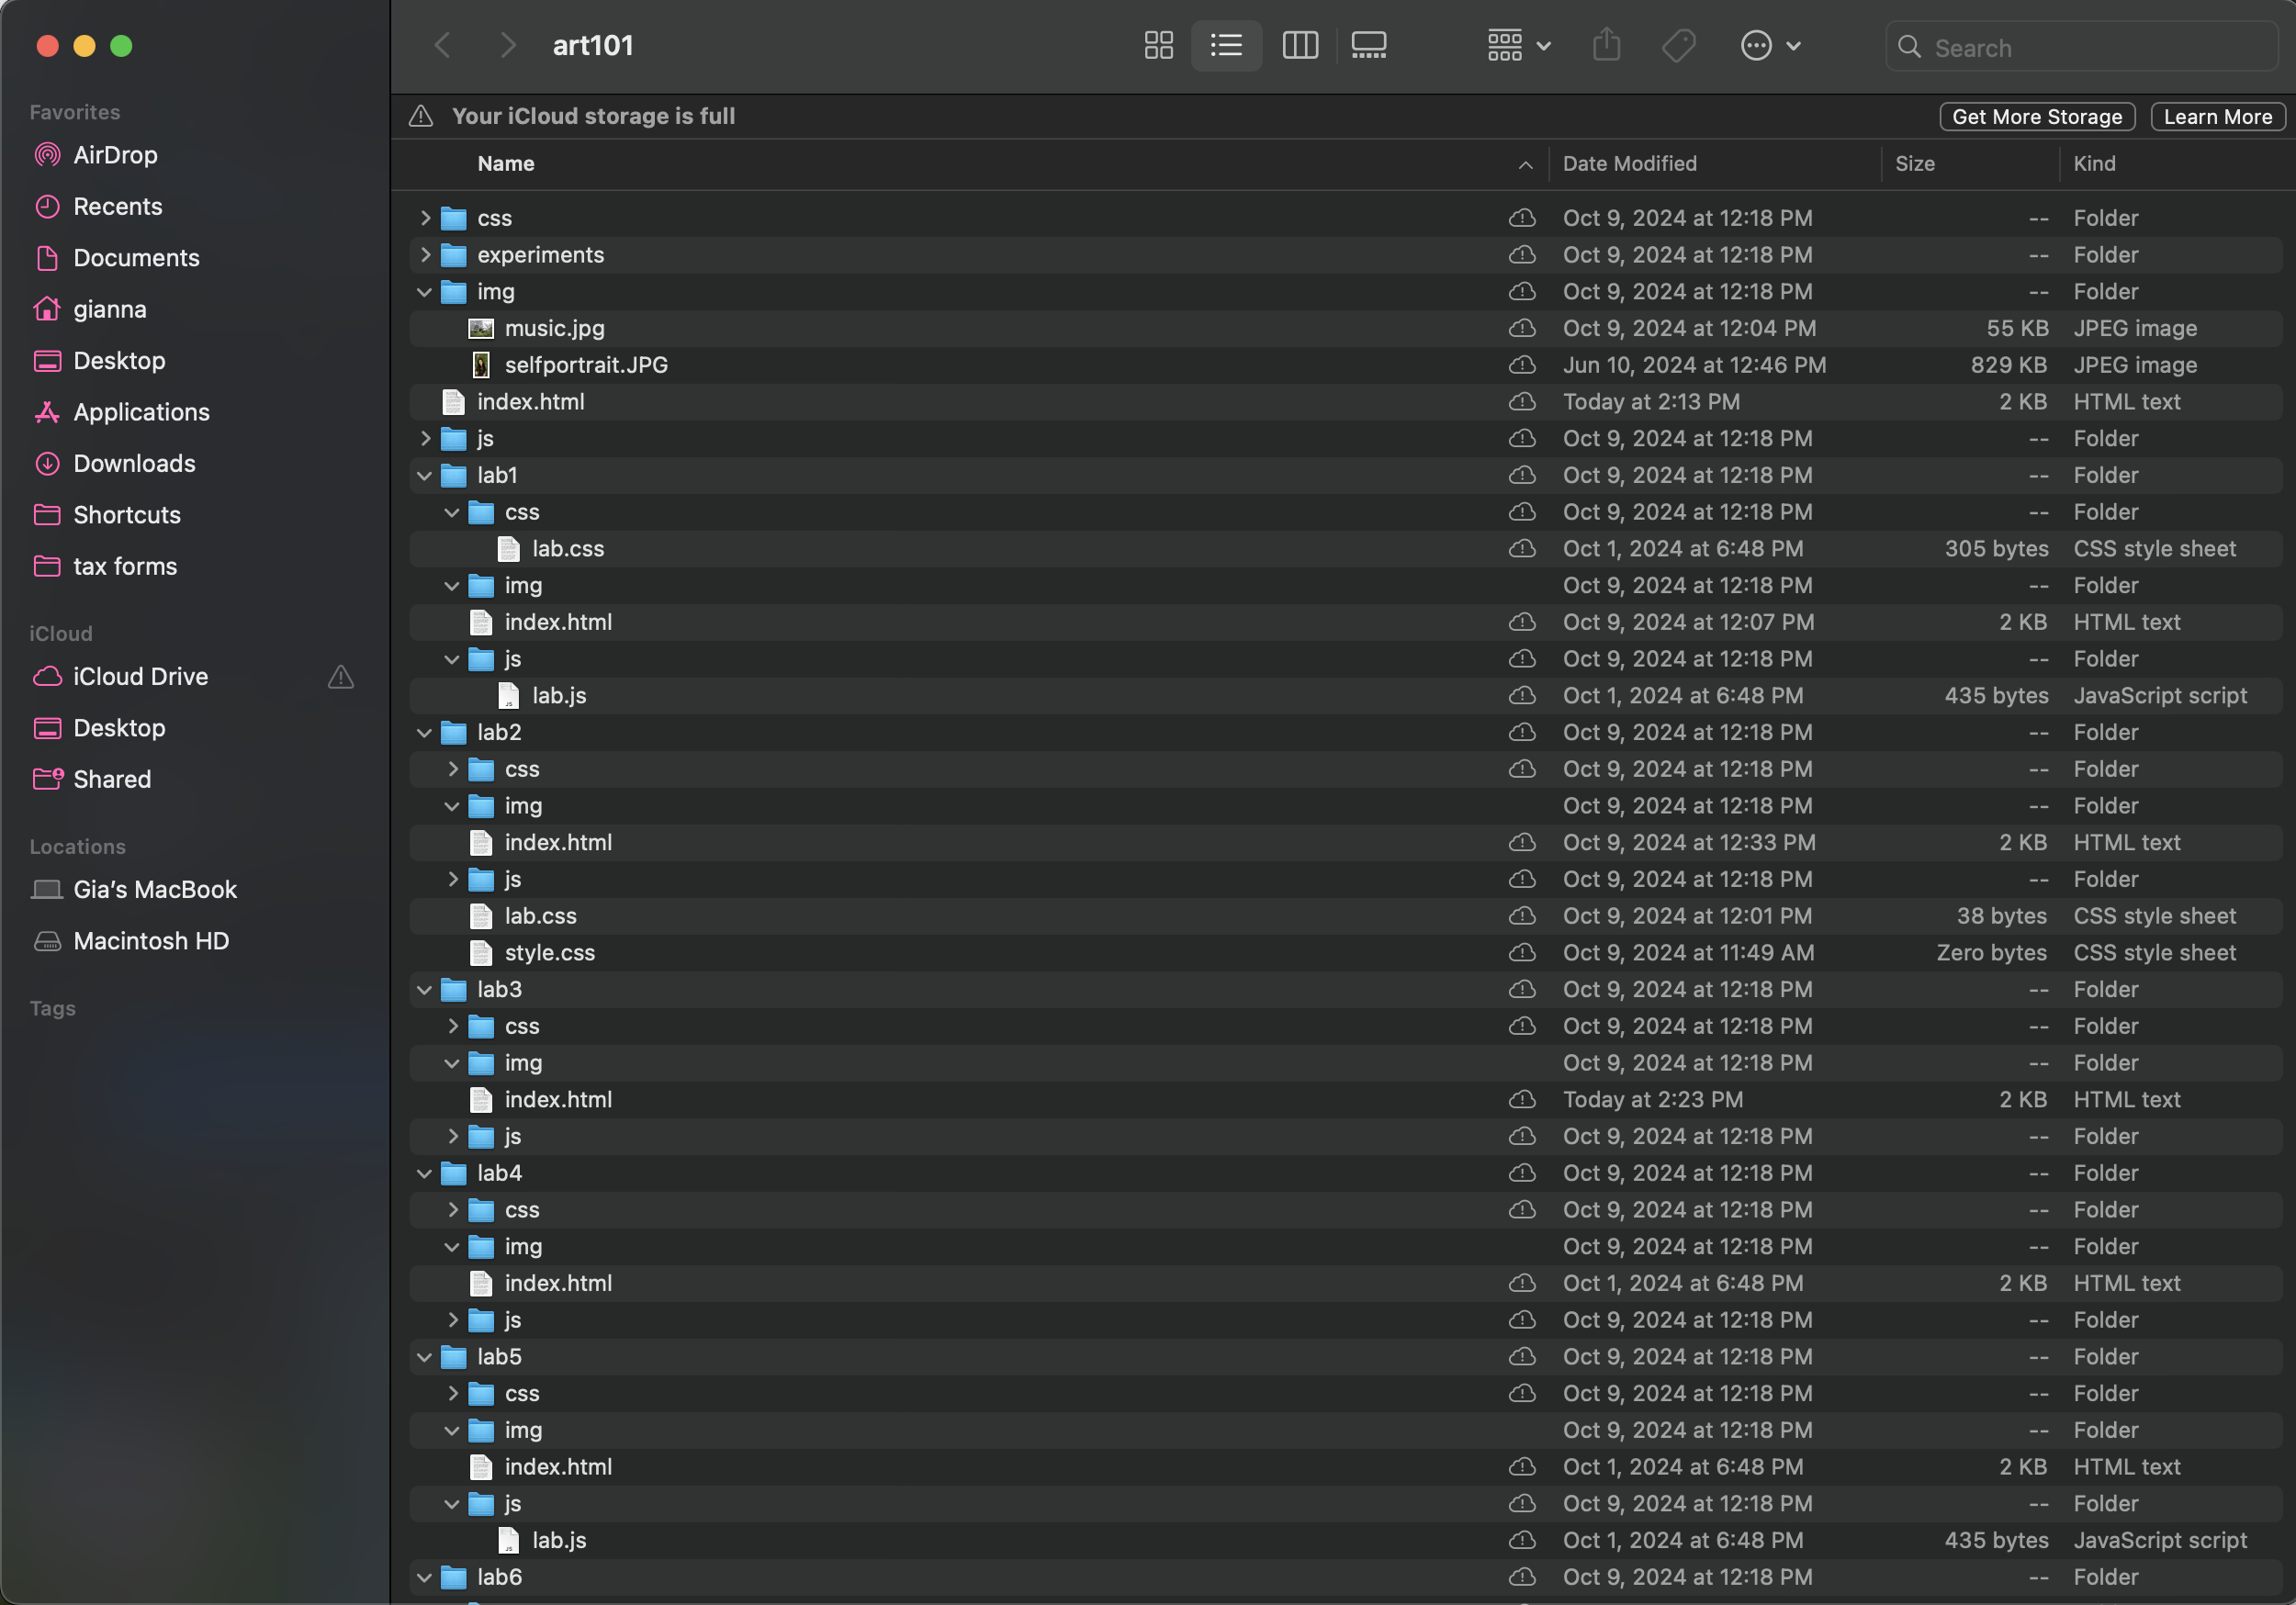 art101
Search
Favorites
AirDrop
Recents
Documents
gianna
Desktop
Applications
Downloads
Shortcuts
tax forms
iCloud
iCloud Drive
Desktop
Shared
Locations
Gia’s MacBook
Macintosh HD
Tags
Your iCloud storage is full Get More Storage Learn More
Name Date Modified Size Kind
css Oct 9, 2024 at 12:18 PM -- Folder
experiments Oct 9, 2024 at 12:18 PM -- Folder
img Oct 9, 2024 at 12:18 PM -- Folder
music.jpg Oct 9, 2024 at 12:04 PM 55 KB JPEG image
selfportrait.JPG Jun 10, 2024 at 12:46 PM 829 KB JPEG image
index.html Today at 2:13 PM 2 KB HTML text
js Oct 9, 2024 at 12:18 PM -- Folder
lab1 Oct 9, 2024 at 12:18 PM -- Folder
css Oct 9, 2024 at 12:18 PM -- Folder
lab.css Oct 1, 2024 at 6:48 PM 305 bytes CSS style sheet
img Oct 9, 2024 at 12:18 PM -- Folder
index.html Oct 9, 2024 at 12:07 PM 2 KB HTML text
js Oct 9, 2024 at 12:18 PM -- Folder
lab.js Oct 1, 2024 at 6:48 PM 435 bytes JavaScript script
lab2 Oct 9, 2024 at 12:18 PM -- Folder
css Oct 9, 2024 at 12:18 PM -- Folder
img Oct 9, 2024 at 12:18 PM -- Folder
index.html Oct 9, 2024 at 12:33 PM 2 KB HTML text
js Oct 9, 2024 at 12:18 PM -- Folder
lab.css Oct 9, 2024 at 12:01 PM 38 bytes CSS style sheet
style.css Oct 9, 2024 at 11:49 AM Zero bytes CSS style sheet
lab3 Oct 9, 2024 at 12:18 PM -- Folder
css Oct 9, 2024 at 12:18 PM -- Folder
img Oct 9, 2024 at 12:18 PM -- Folder
index.html Today at 2:23 PM 2 KB HTML text
js Oct 9, 2024 at 12:18 PM -- Folder
lab4 Oct 9, 2024 at 12:18 PM -- Folder
css Oct 9, 2024 at 12:18 PM -- Folder
img Oct 9, 2024 at 12:18 PM -- Folder
index.html Oct 1, 2024 at 6:48 PM 2 KB HTML text
js Oct 9, 2024 at 12:18 PM -- Folder
lab5 Oct 9, 2024 at 12:18 PM -- Folder
css Oct 9, 2024 at 12:18 PM -- Folder
img Oct 9, 2024 at 12:18 PM -- Folder
index.html Oct 1, 2024 at 6:48 PM 2 KB HTML text
js Oct 9, 2024 at 12:18 PM -- Folder
lab.js Oct 1, 2024 at 6:48 PM 435 bytes JavaScript script
lab6 Oct 9, 2024 at 12:18 PM -- Folder